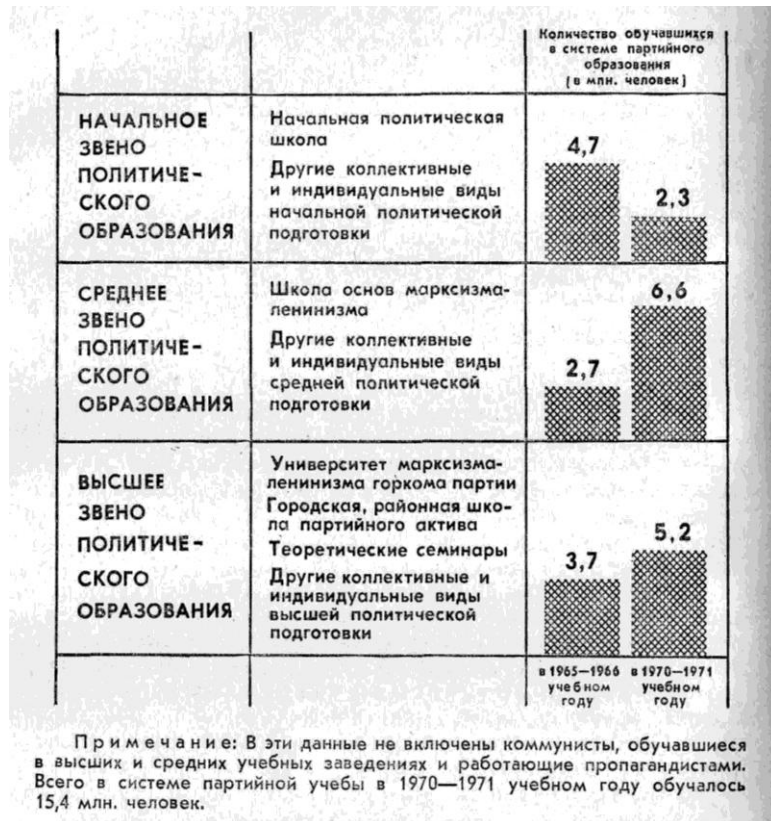 Количество обучавшихся
в системе партийного
образования
(в млн. человек)
НАЧАЛЬНОЕ
ЗВЕНО
ПОЛИТИЧЕ-
СКОГО
ОБРАЗОВАНИЯ
Начальная политическая
школа
Другие коллективные
и индивидуальные виды
начальной политической
подготовки
4,7
2,3
СРЕДНЕЕ
ЗВЕНО
ПОЛИТИЧЕ-
СКОГО
ОБРАЗОВАНИЯ
Школа основ марксизма-
ленинизма
Другие коллективные
и индивидуальные виды
средней политической
подготовки
2,7
6,6
ВЫСШЕЕ
ЗВЕНО
ПОЛИТИЧЕ-
СКОГО
ОБРАЗОВАНИЯ
Университет марксизма-
ленинизма горкома партии
Городская, районная шко-
ла партийного актива
Теоретические семинары
Другие коллективные и
индивидуальные виды
высшей политической
подготовки
3,7
5,2
в 1965—1966
учебном
году
в 1970—1971
учебном
году
Примечание: В эти данные не включены коммунисты, обучавшиеся
в высших и средних учебных заведениях и работающие пропагандистами.
Всего в системе партийной учебы в 1970—1971 учебном году обучалось
15,4 млн. человек.